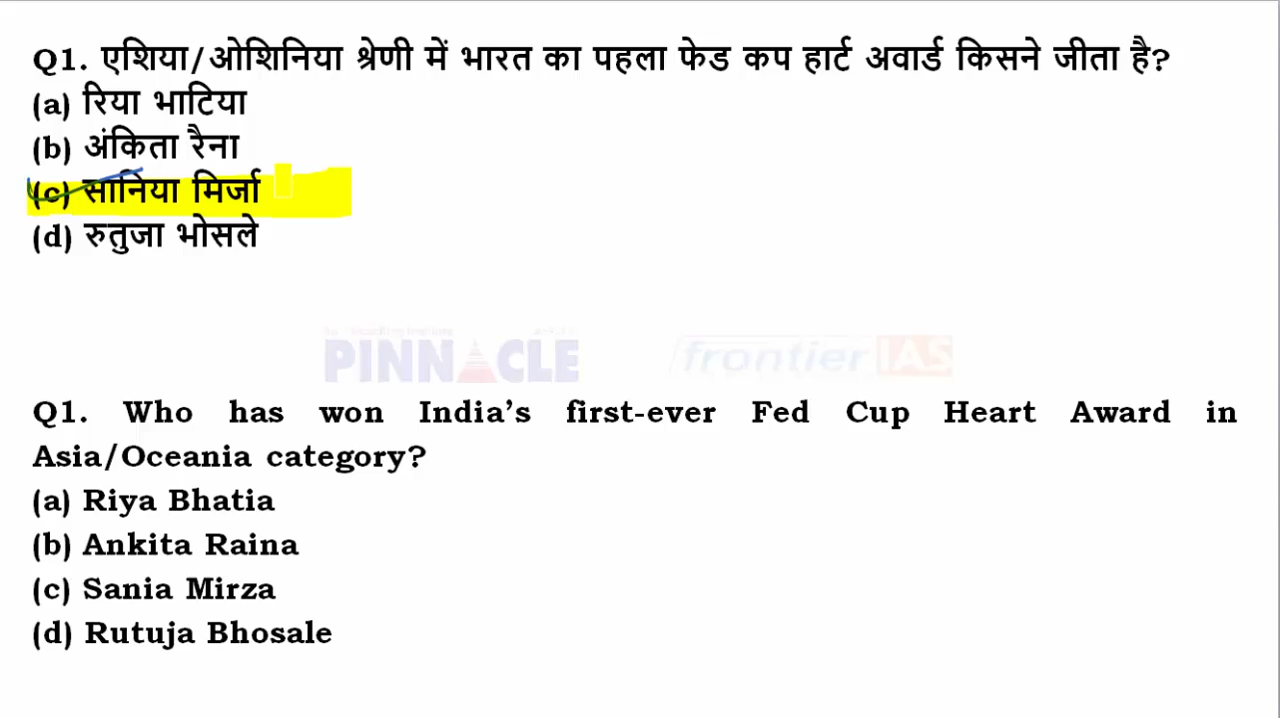 Q1. एशिया/ओशिनिया श्रेणी में भारत का पहला फेड कप हार्ट अवार्ड किसने जीता है?
(a) रिया भाटिया
(b) अंकिता रैना
(c) सानिया मिर्जा
(d) रुतुजा भोसले
PINNACLE frontier IAS
Q1. Who has won India's first-ever Fed Cup Heart Award in
Asia/Oceania category?
(a) Riya Bhatia
(b) Ankita Raina
(c) Sania Mirza
(d) Rutuja Bhosale